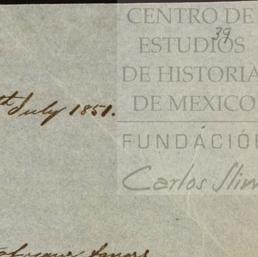 CENTRO DE
ESTUDIOS
39
DE HISTORIA
DE MEXICO
th July 1851.
FUNDACIÓN
Carlos Slim